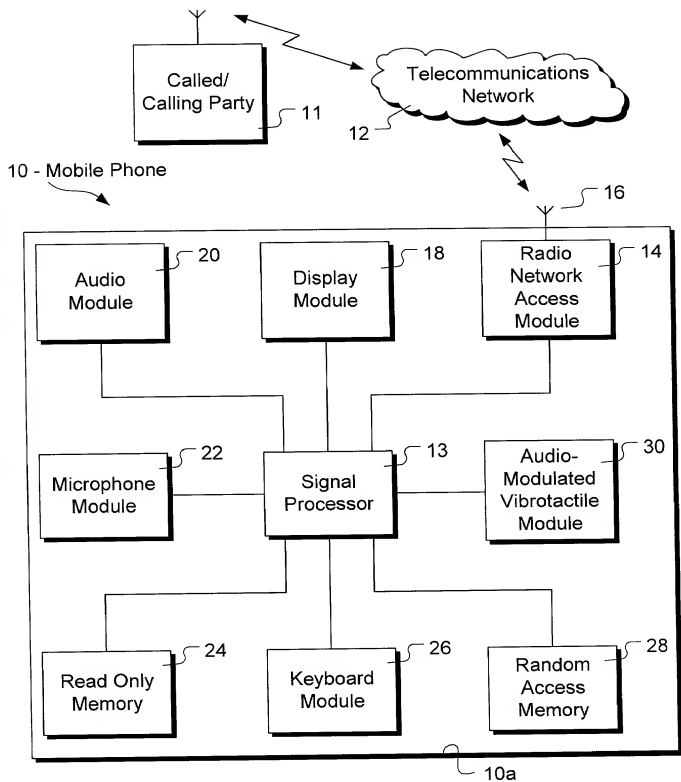 Called/
Calling Party
11
Telecommunications
Network
12
10 - Mobile Phone
16
Audio
Module
20
Display
Module
18
Radio
Network
Access
Module
14
Microphone
Module
22
Signal
Processor
13
Audio-
Modulated
Vibrotactile
Module
30
Read Only
Memory
24
Keyboard
Module
26
Random
Access
Memory
28
10a